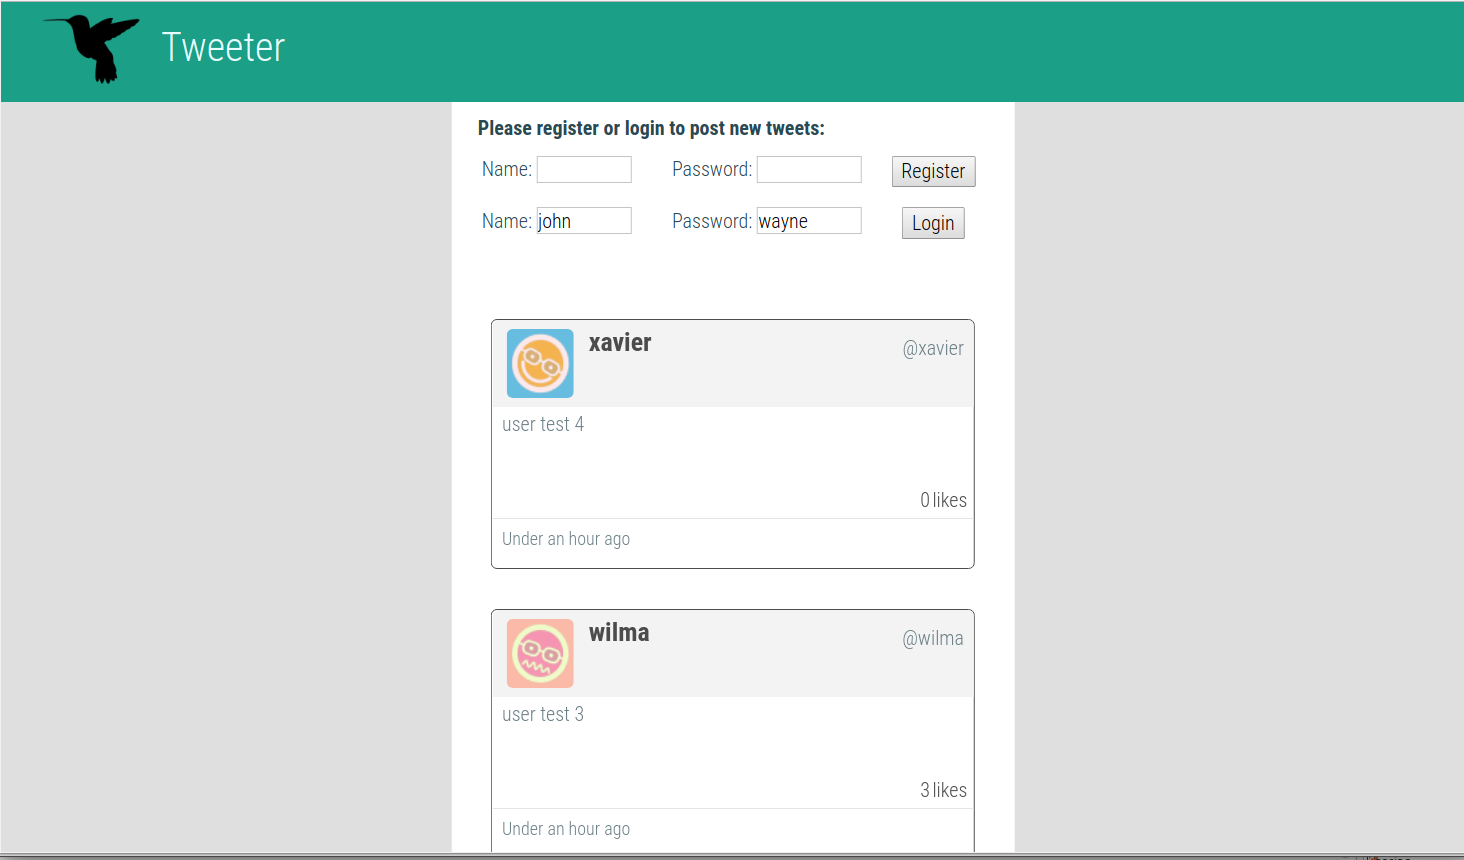 Tweeter
Please register or login to post new tweets:
Name: Password: Register
Name: john Password: wayne Login
xavier @xavier
user test 4
0 likes
Under an hour ago
wilma @wilma
user test 3
3 likes
Under an hour ago